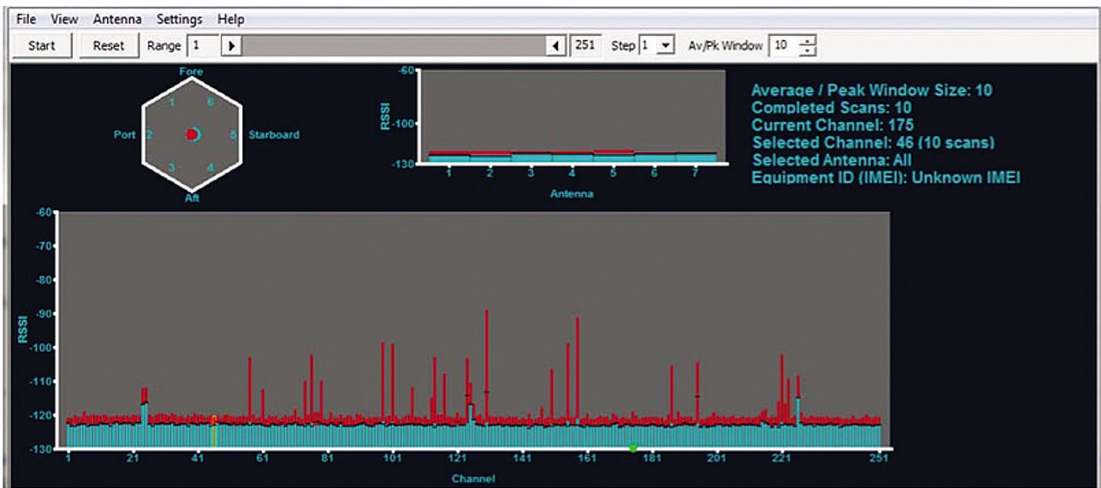 File View Antenna Settings Help
Start Reset Range 1 251 Step 1 Av/Pk Window 10
Fore
1 6
Port 2 5 Starboard
3 4
Aft
-60
-100
-130
RSSI
1 2 3 4 5 6 7
Antenna
Average / Peak Window Size: 10
Completed Scans: 10
Current Channel: 175
Selected Channel: 46 (10 scans)
Selected Antenna: All
Equipment ID (IMEI): Unknown IMEI
-60
-70
-80
-90
-100
-110
-120
-130
RSSI
1 21 41 61 81 101 121 141 161 181 201 221 251
Channel